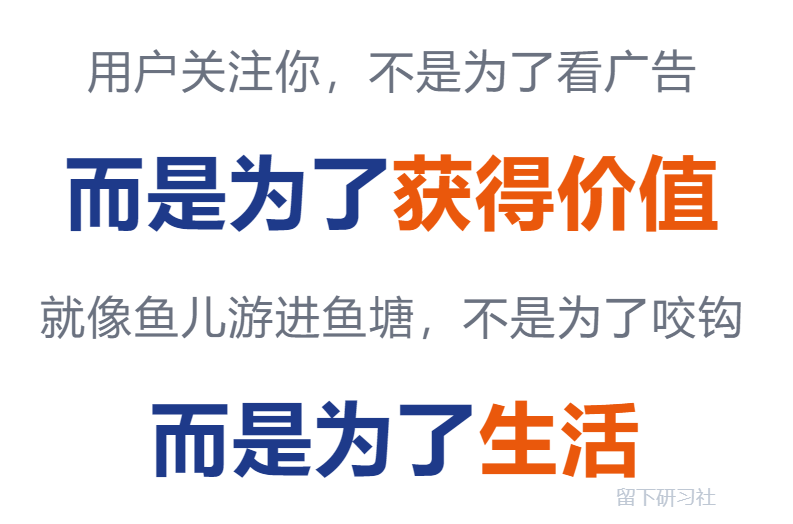 用户关注你，不是为了看广告
而是为了获得价值
就像鱼儿游进鱼塘，不是为了咬钩
而是为了生活
留下研习社